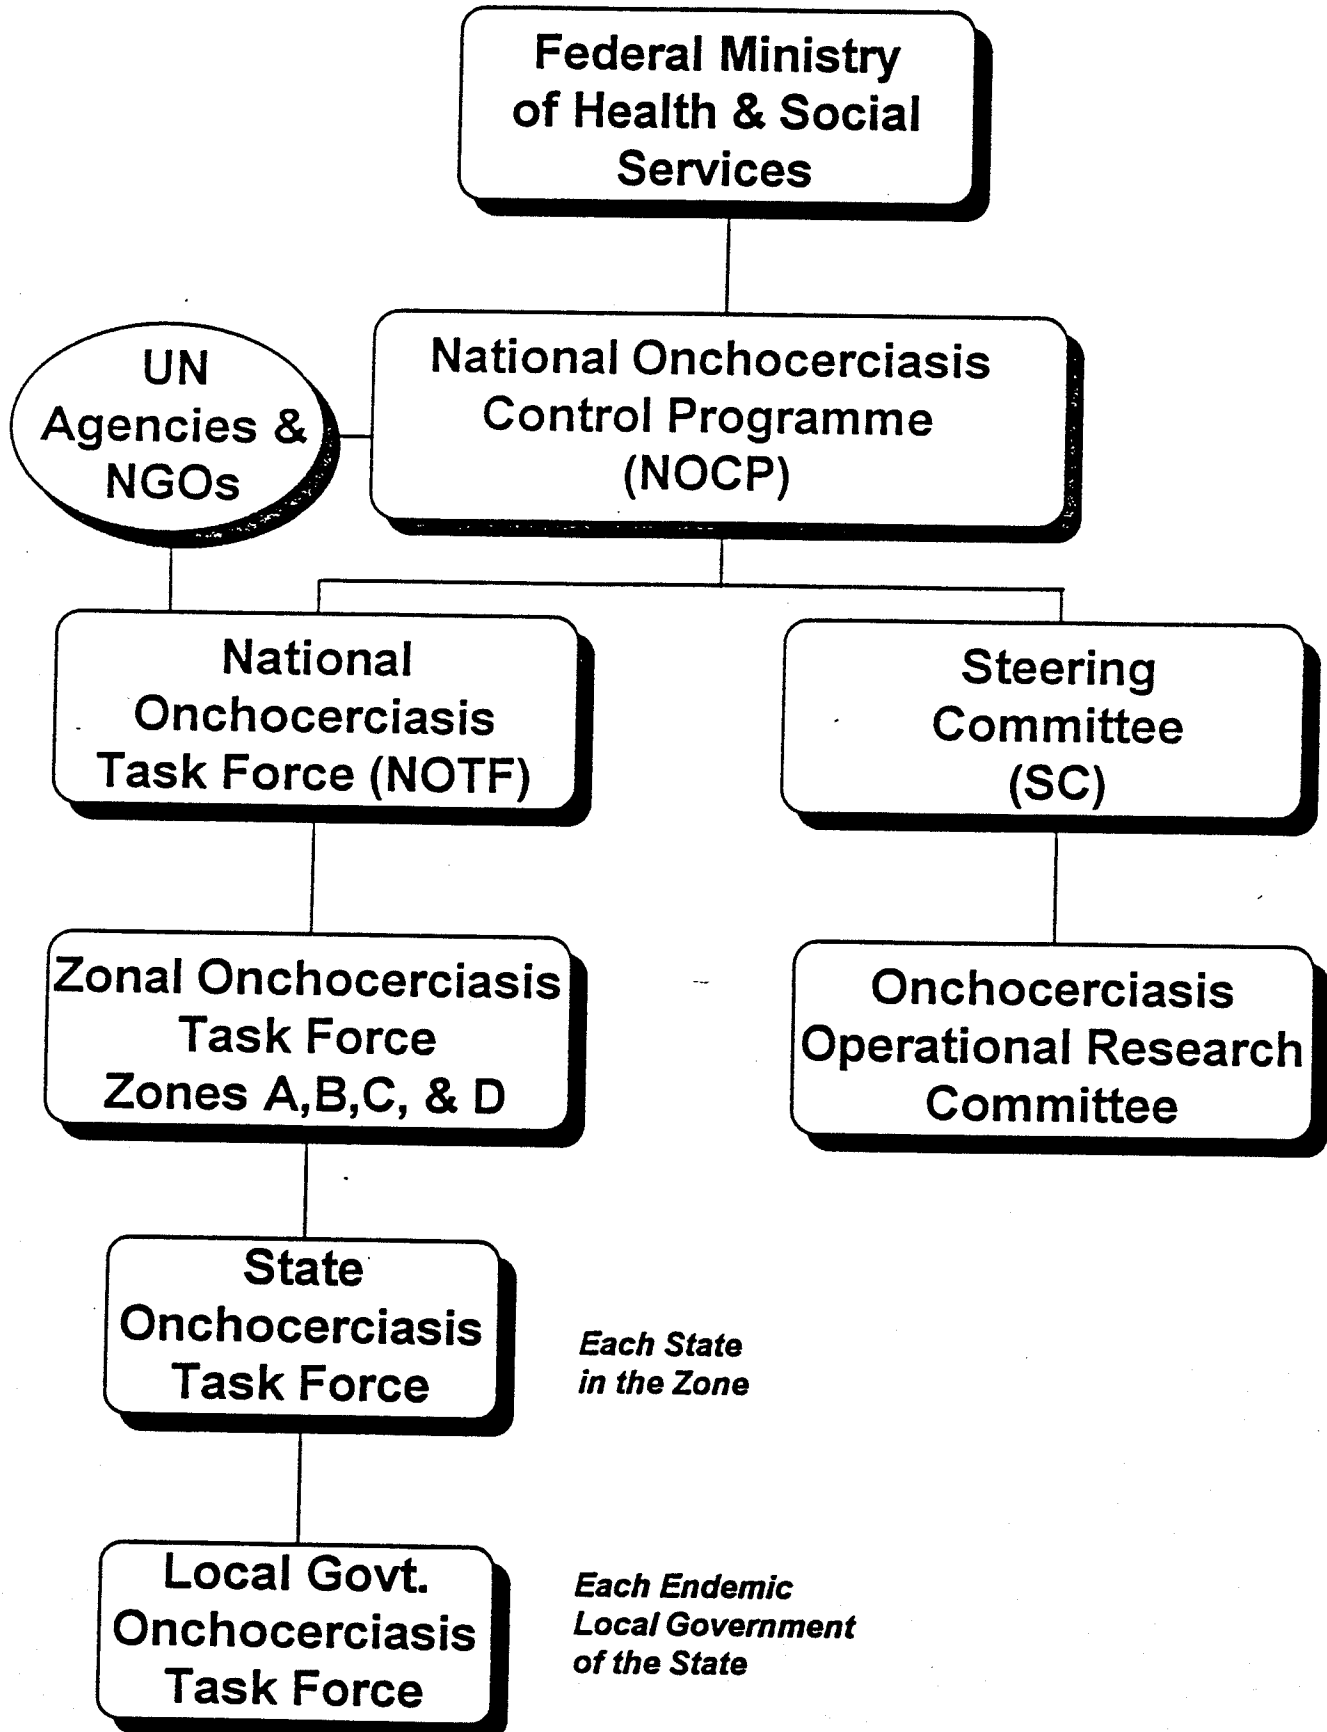 Federal Ministry
of Health & Social
Services
UN
Agencies &
NGOs
National Onchocerciasis
Control Programme
(NOCP)
National
Onchocerciasis
Task Force (NOTF)
Steering
Committee
(SC)
Zonal Onchocerciasis
Task Force
Zones A,B,C, & D
Onchocerciasis
Operational Research
Committee
State
Onchocerciasis
Task Force
Each State
in the Zone
Local Govt.
Onchocerciasis
Task Force
Each Endemic
Local Government
of the State